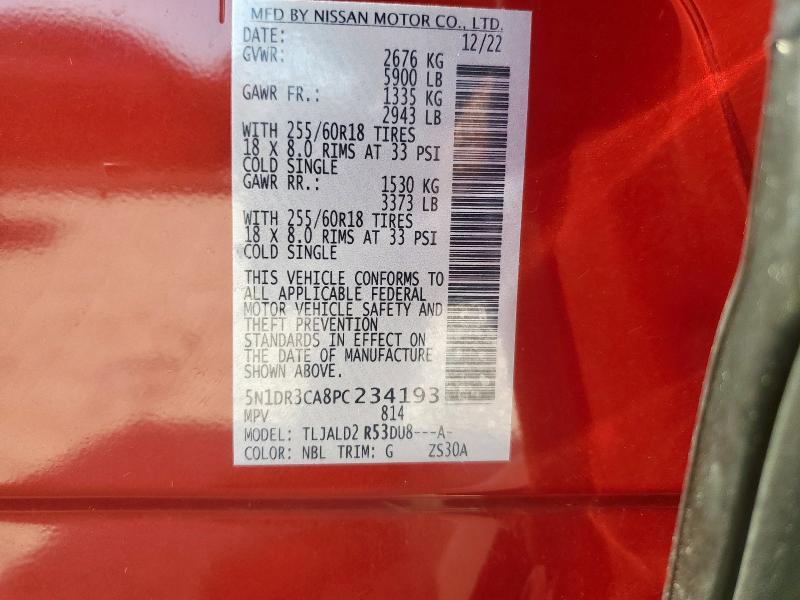 MFD BY NISSAN MOTOR CO., LTD.
DATE: 12/22
GVWR: 2676 KG
5900 LB
GAWR FR.: 1335 KG
2943 LB
WITH 255/60R18 TIRES
18 X 8.0 RIMS AT 33 PSI
COLD SINGLE
GAWR RR.: 1530 KG
3373 LB
WITH 255/60R18 TIRES
18 X 8.0 RIMS AT 33 PSI
COLD SINGLE
THIS VEHICLE CONFORMS TO
ALL APPLICABLE FEDERAL
MOTOR VEHICLE SAFETY AND
THEFT PREVENTION
STANDARDS IN EFFECT ON
THE DATE OF MANUFACTURE
SHOWN ABOVE.
5N1DR3CA8PC234193
MPV 814
MODEL: TLJALD2 R53DU8---A-
COLOR: NBL TRIM: G ZS30A